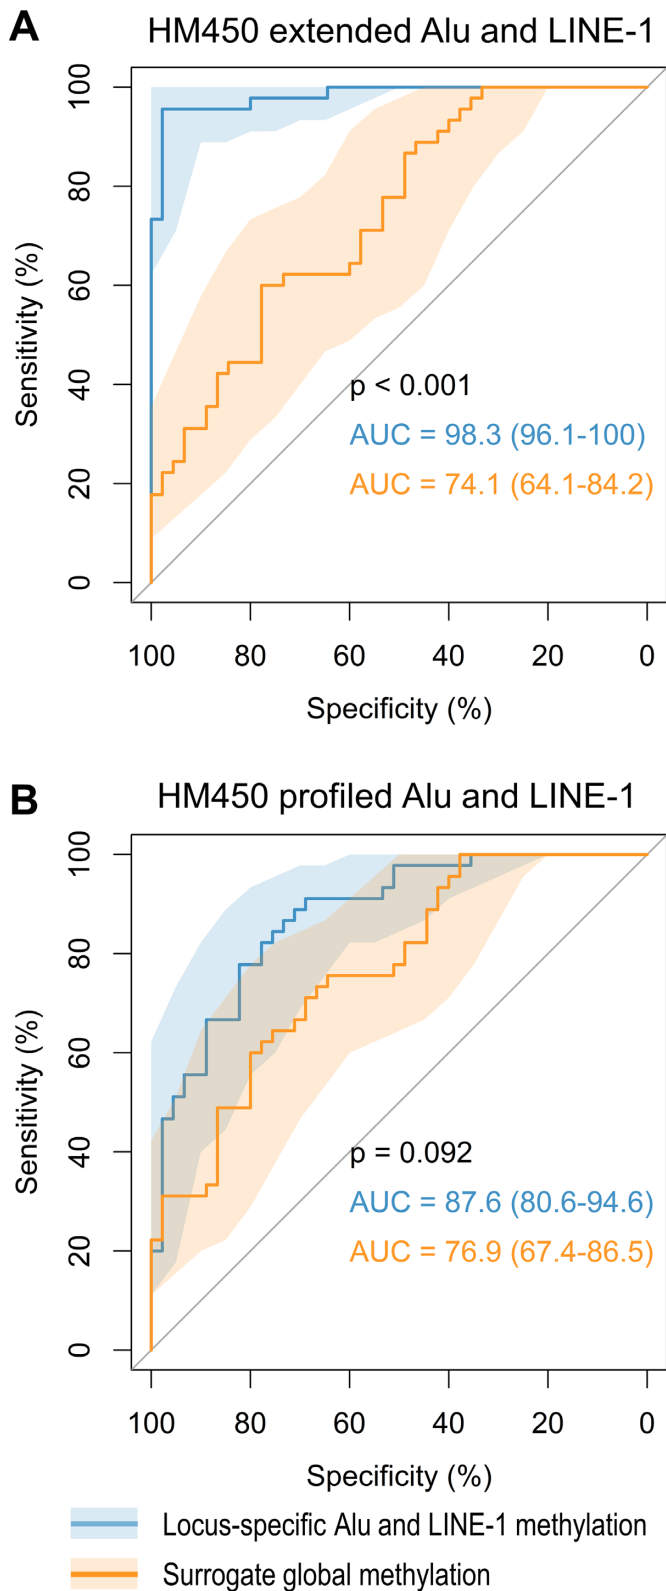 A
HM450 extended Alu and LINE-1
Sensitivity (%)
100
80
60
40
20
0
p < 0.001
AUC = 98.3 (96.1-100)
AUC = 74.1 (64.1-84.2)
100 80 60 40 20 0
Specificity (%)
B
HM450 profiled Alu and LINE-1
Sensitivity (%)
100
80
60
40
20
0
p = 0.092
AUC = 87.6 (80.6-94.6)
AUC = 76.9 (67.4-86.5)
100 80 60 40 20 0
Specificity (%)
Locus-specific Alu and LINE-1 methylation
Surrogate global methylation